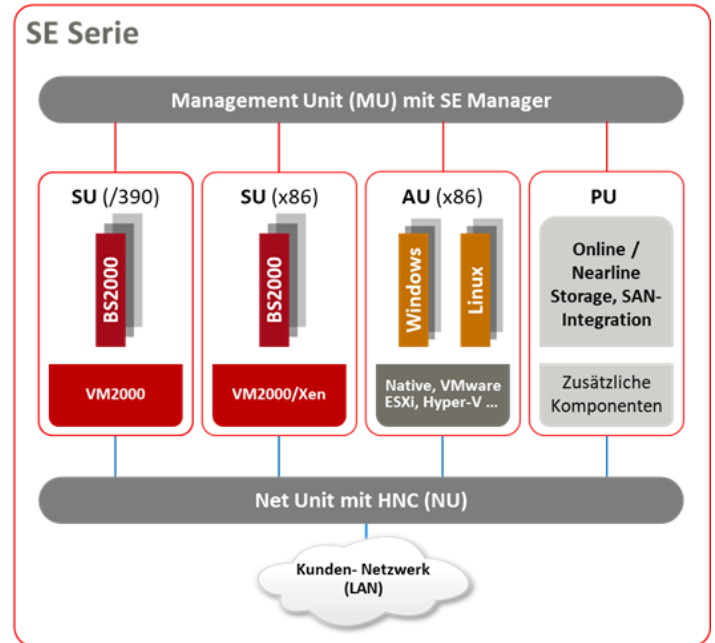 SE Serie
Management Unit (MU) mit SE Manager
SU (/390)
BS2000
VM2000
SU (x86)
BS2000
VM2000/Xen
AU (x86)
Windows
Linux
Native, VMware
ESXi, Hyper-V ...
PU
Online /
Nearline
Storage, SAN-
Integration
Zusätzliche
Komponenten
Net Unit mit HNC (NU)
Kunden- Netzwerk
(LAN)